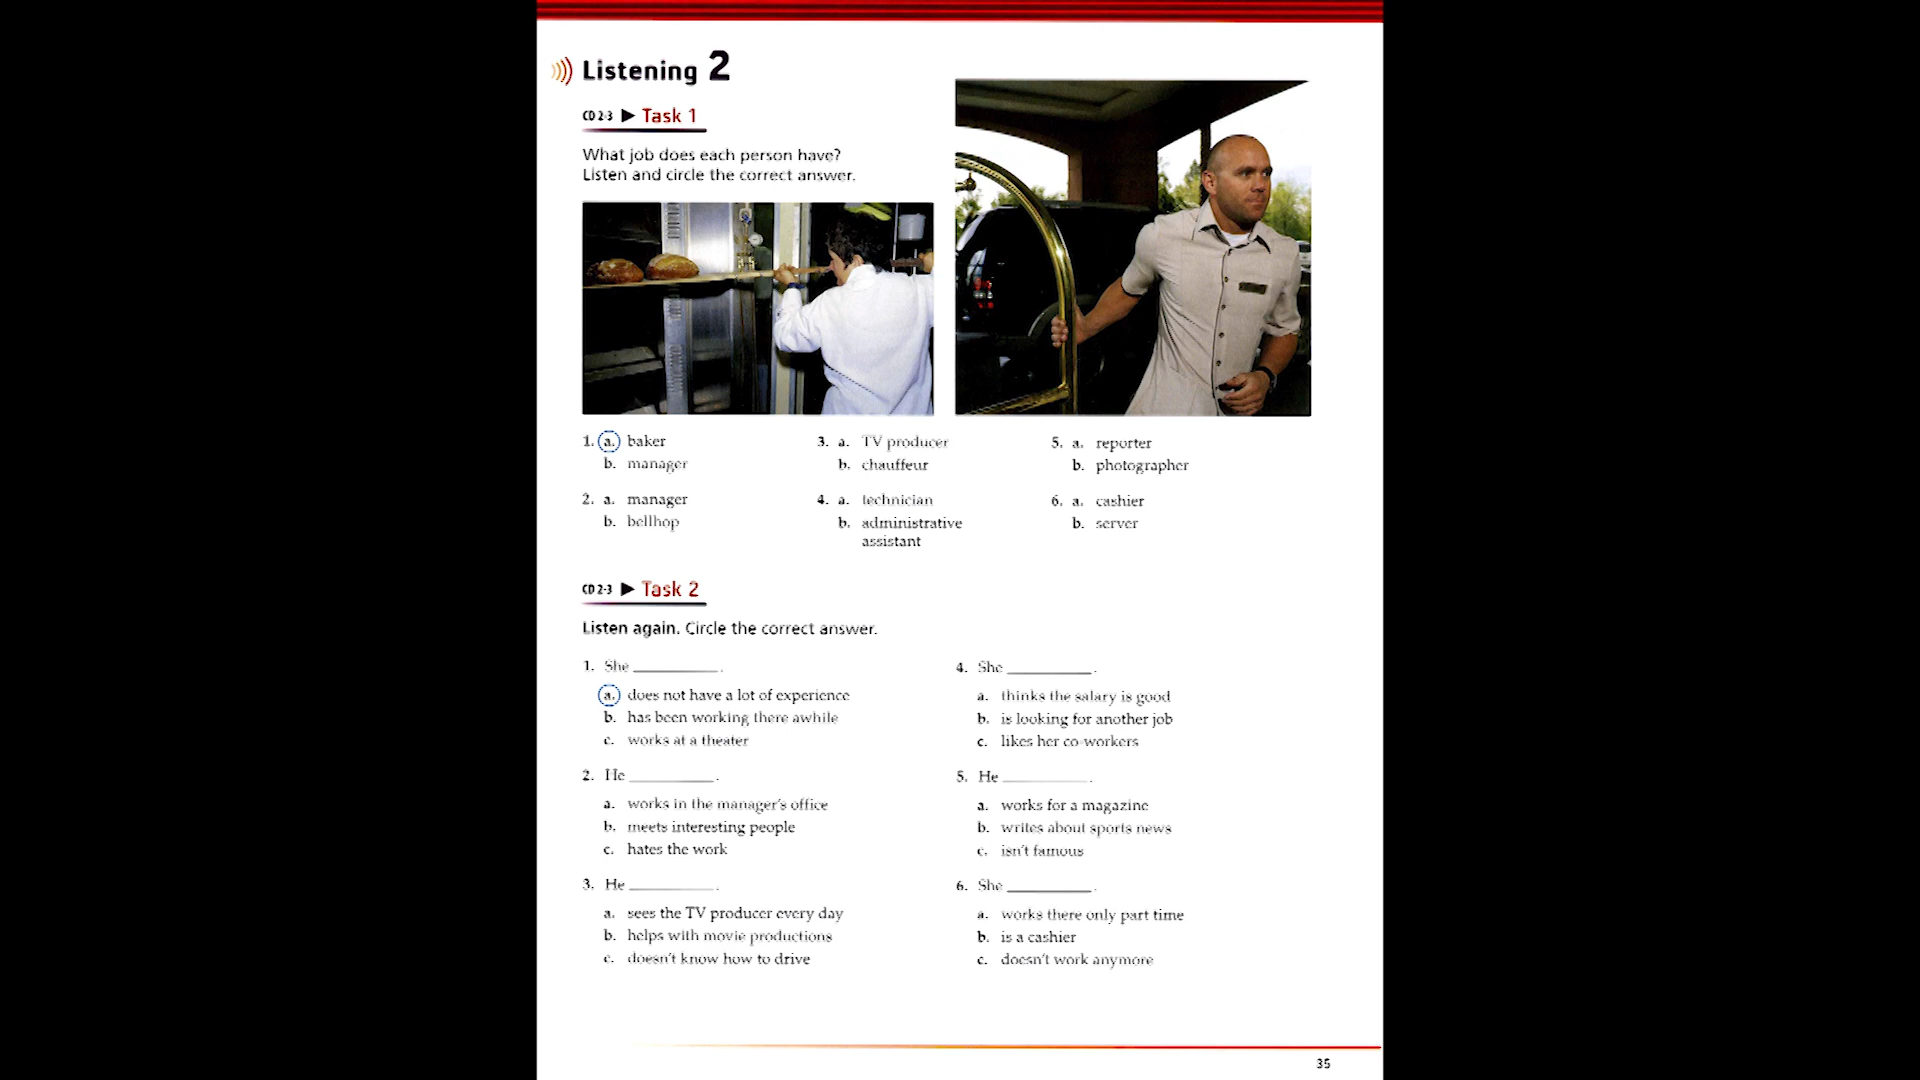 Listening 2
CD 2-3 ▶ Task 1
What job does each person have?
Listen and circle the correct answer.
1. a. baker
b. manager
2. a. manager
b. bellhop
3. a. TV producer
b. chauffeur
4. a. technician
b. administrative
assistant
5. a. reporter
b. photographer
6. a. cashier
b. server
CD 2-3 ▶ Task 2
Listen again. Circle the correct answer.
1. She __________.
a. does not have a lot of experience
b. has been working there awhile
c. works at a theater
2. He __________.
a. works in the manager's office
b. meets interesting people
c. hates the work
3. He __________.
a. sees the TV producer every day
b. helps with movie productions
c. doesn't know how to drive
4. She __________.
a. thinks the salary is good
b. is looking for another job
c. likes her co-workers
5. He __________.
a. works for a magazine
b. writes about sports news
c. isn't famous
6. She __________.
a. works there only part time
b. is a cashier
c. doesn't work anymore
35